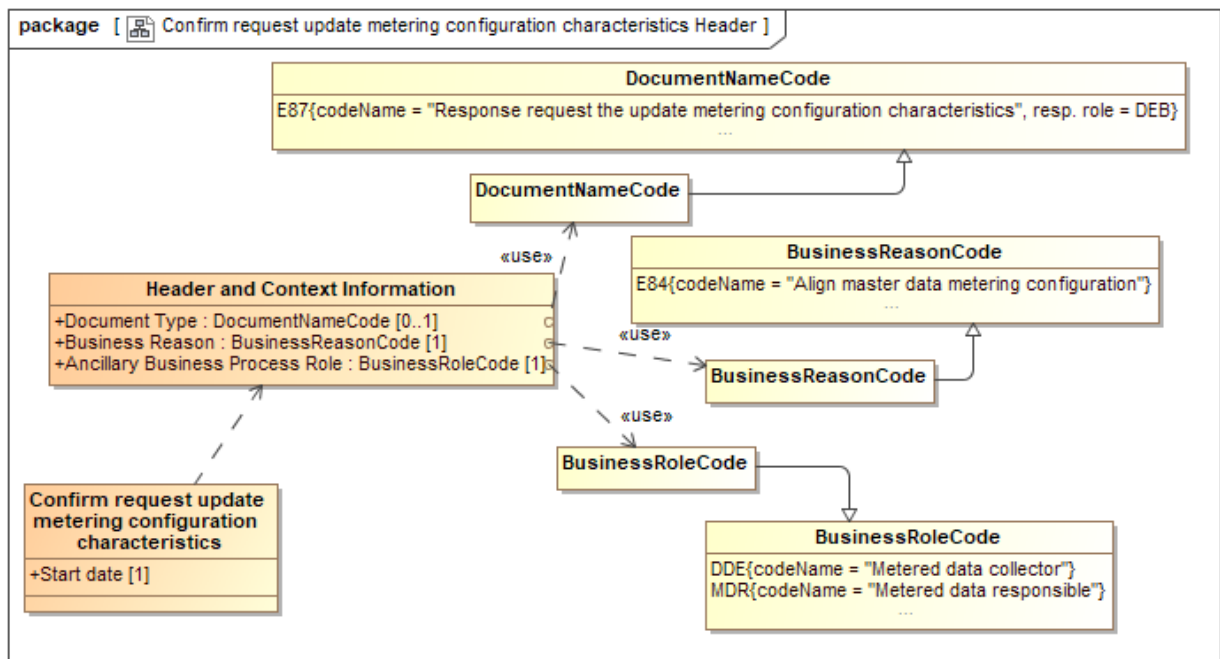 package [ Confirm request update metering configuration characteristics Header ]
DocumentNameCode
E87{codeName = "Response request the update metering configuration characteristics", resp. role = DEB}
...
DocumentNameCode
«use»
BusinessReasonCode
E84{codeName = "Align master data metering configuration"}
...
Header and Context Information
+Document Type : DocumentNameCode [0..1]
+Business Reason : BusinessReasonCode [1]
+Ancillary Business Process Role : BusinessRoleCode [1]
«use»
BusinessReasonCode
«use»
BusinessRoleCode
Confirm request update
metering configuration
characteristics
+Start date [1]
BusinessRoleCode
DDE{codeName = "Metered data collector"}
MDR{codeName = "Metered data responsible"}
...